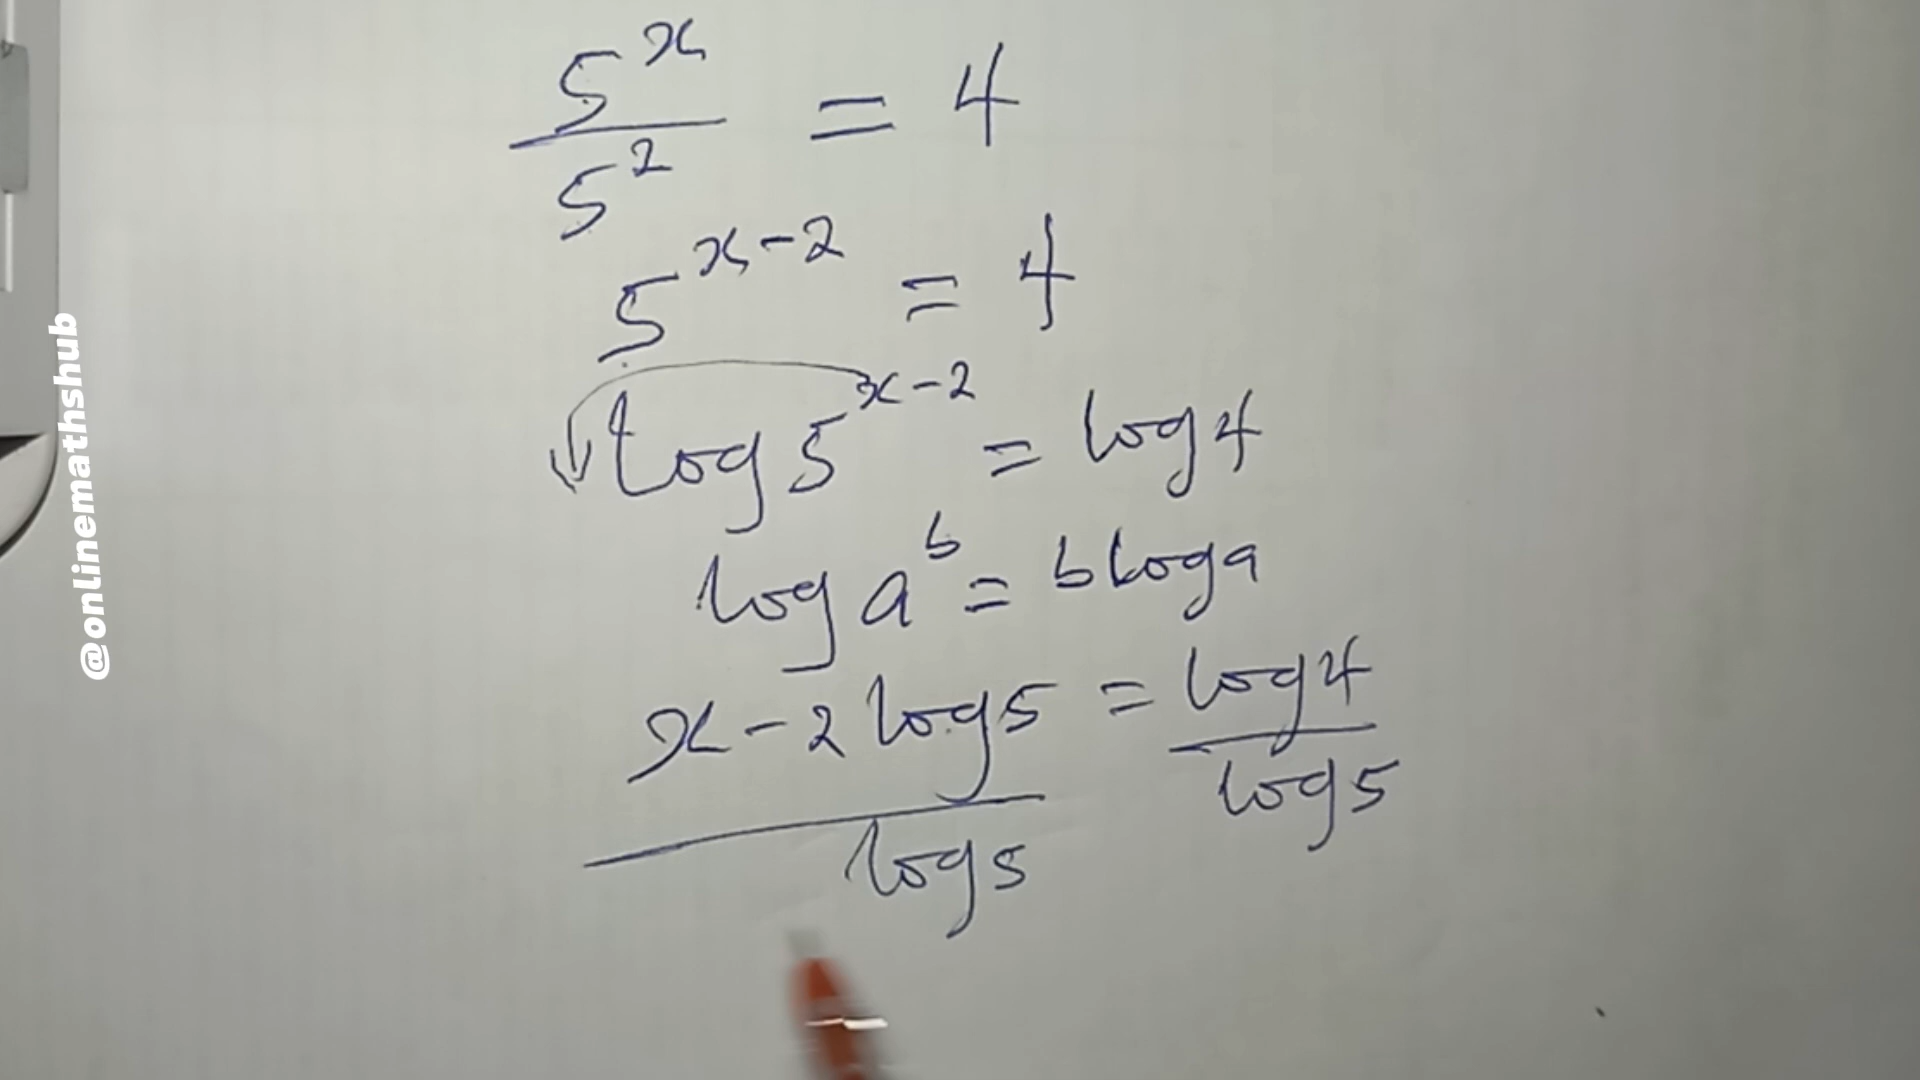 5^x / 5^2 = 4
5^{x-2} = 4
log 5^{x-2} = log 4
log a^b = b log a
x - 2 log 5 / log 5 = log 4 / log 5
@onlinemathshub